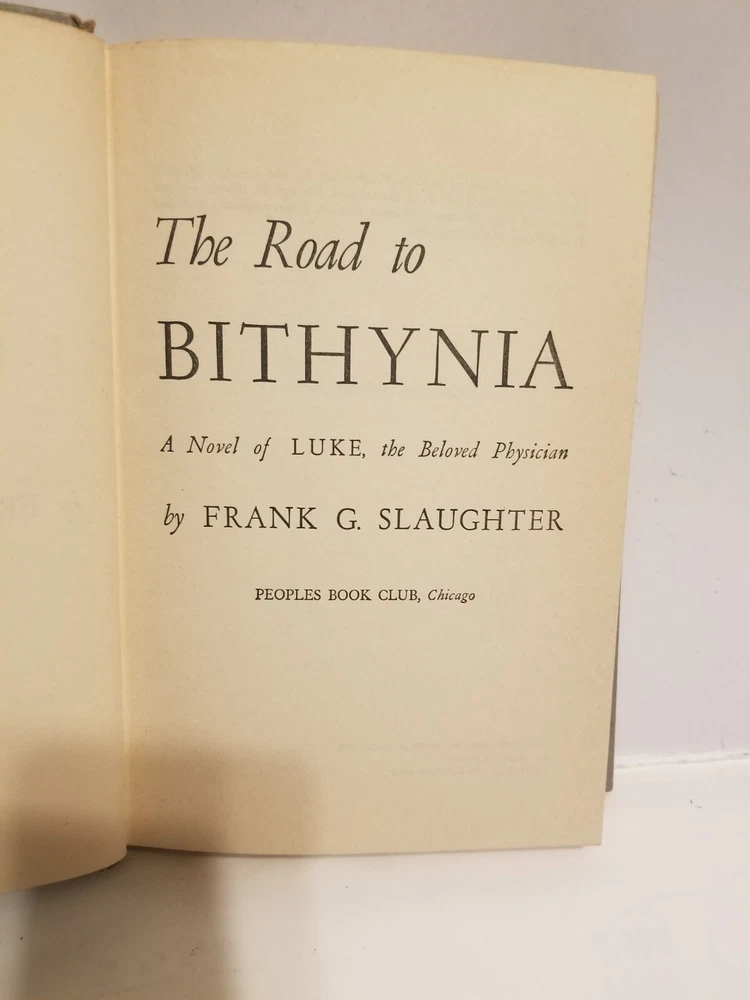 The Road to
BITHYNIA
A Novel of LUKE, the Beloved Physician
by FRANK G. SLAUGHTER
PEOPLES BOOK CLUB, Chicago